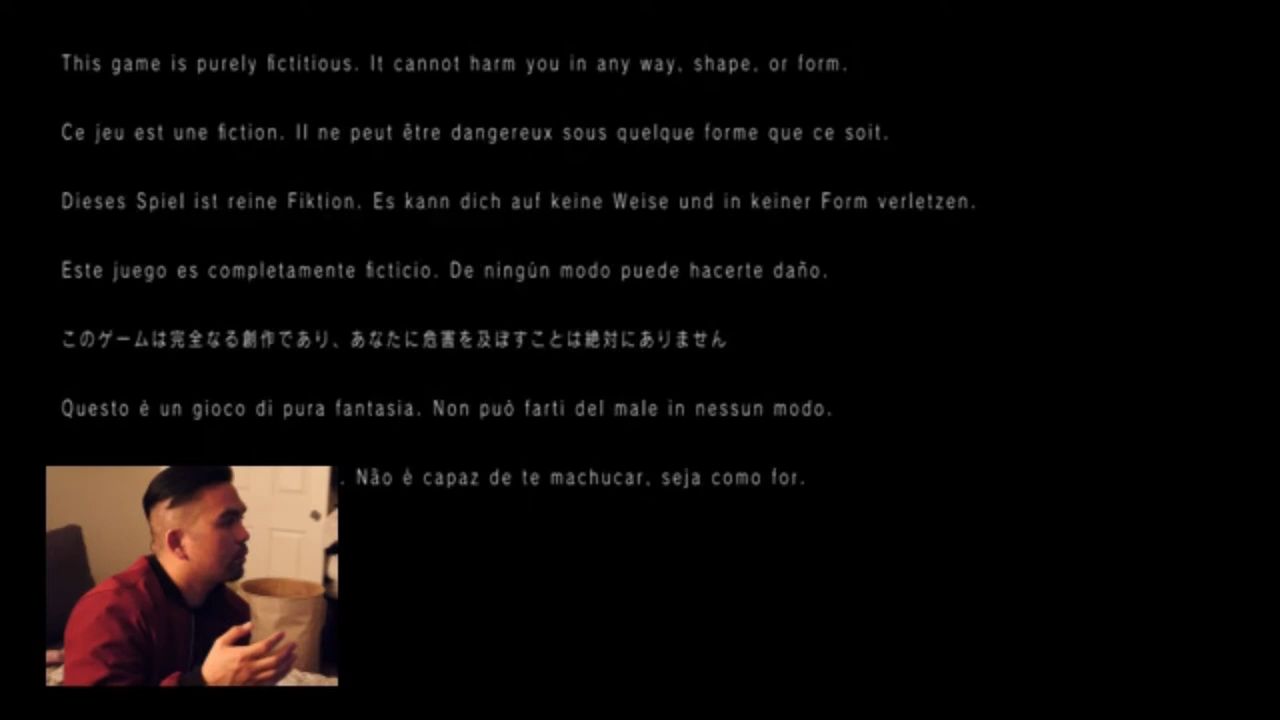 This game is purely fictitious. It cannot harm you in any way, shape, or form.
Ce jeu est une fiction. Il ne peut être dangereux sous quelque forme que ce soit.
Dieses Spiel ist reine Fiktion. Es kann dich auf keine Weise und in keiner Form verletzen.
Este juego es completamente ficticio. De ningún modo puede hacerte daño.
このゲームは完全なる創作であり、あなたに危害を及ぼすことは絶対にありません
Questo è un gioco di pura fantasia. Non può farti del male in nessun modo.
. Não é capaz de te machucar, seja como for.